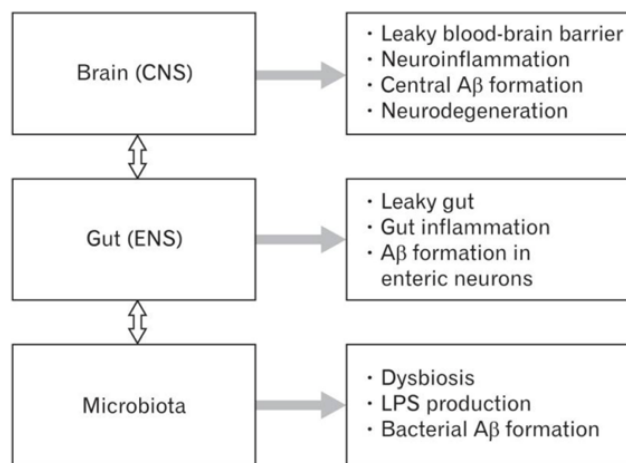 Brain (CNS)
· Leaky blood-brain barrier
· Neuroinflammation
· Central Aβ formation
· Neurodegeneration
Gut (ENS)
· Leaky gut
· Gut inflammation
· Aβ formation in
enteric neurons
Microbiota
· Dysbiosis
· LPS production
· Bacterial Aβ formation